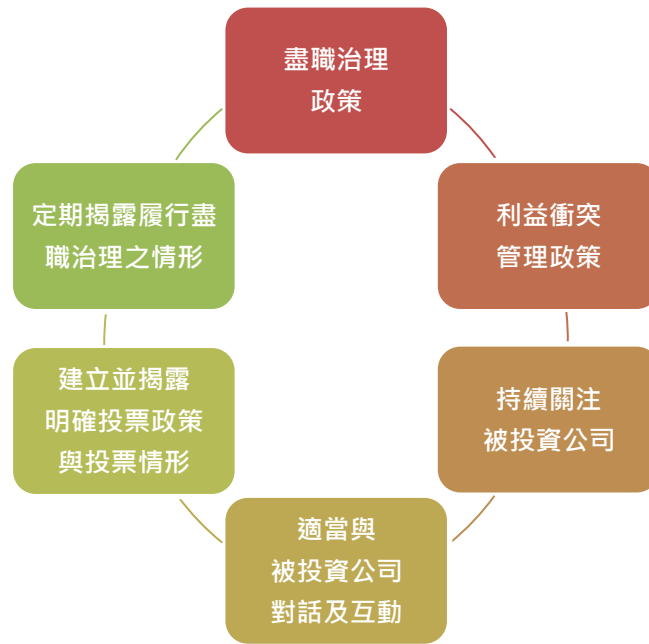 盡職治理
政策
利益衝突
管理政策
持續關注
被投資公司
適當與
被投資公司
對話及互動
建立並揭露
明確投票政策
與投票情形
定期揭露履行盡
職治理之情形